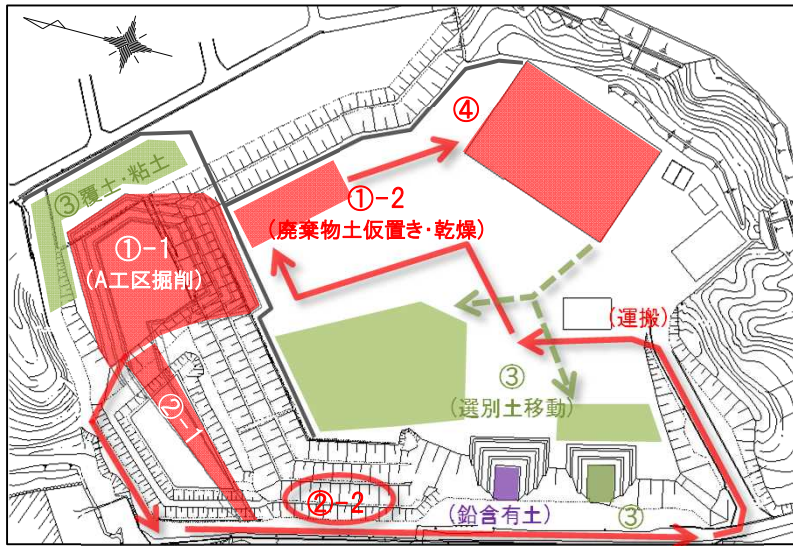 ④
③覆土・粘土
①-2
(廃棄物土仮置き・乾燥)
①-1
(A工区掘削)
(運搬)
③
(選別土移動)
②-1
②-2
(鉛含有土)
③